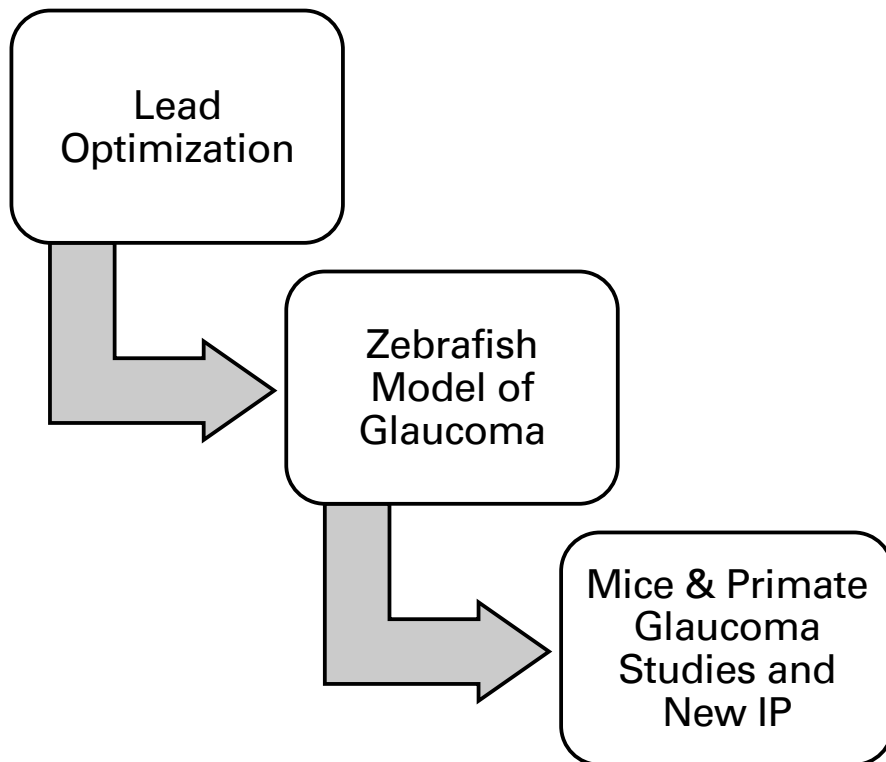 Lead
Optimization
Zebrafish
Model of
Glaucoma
Mice & Primate
Glaucoma
Studies and
New IP